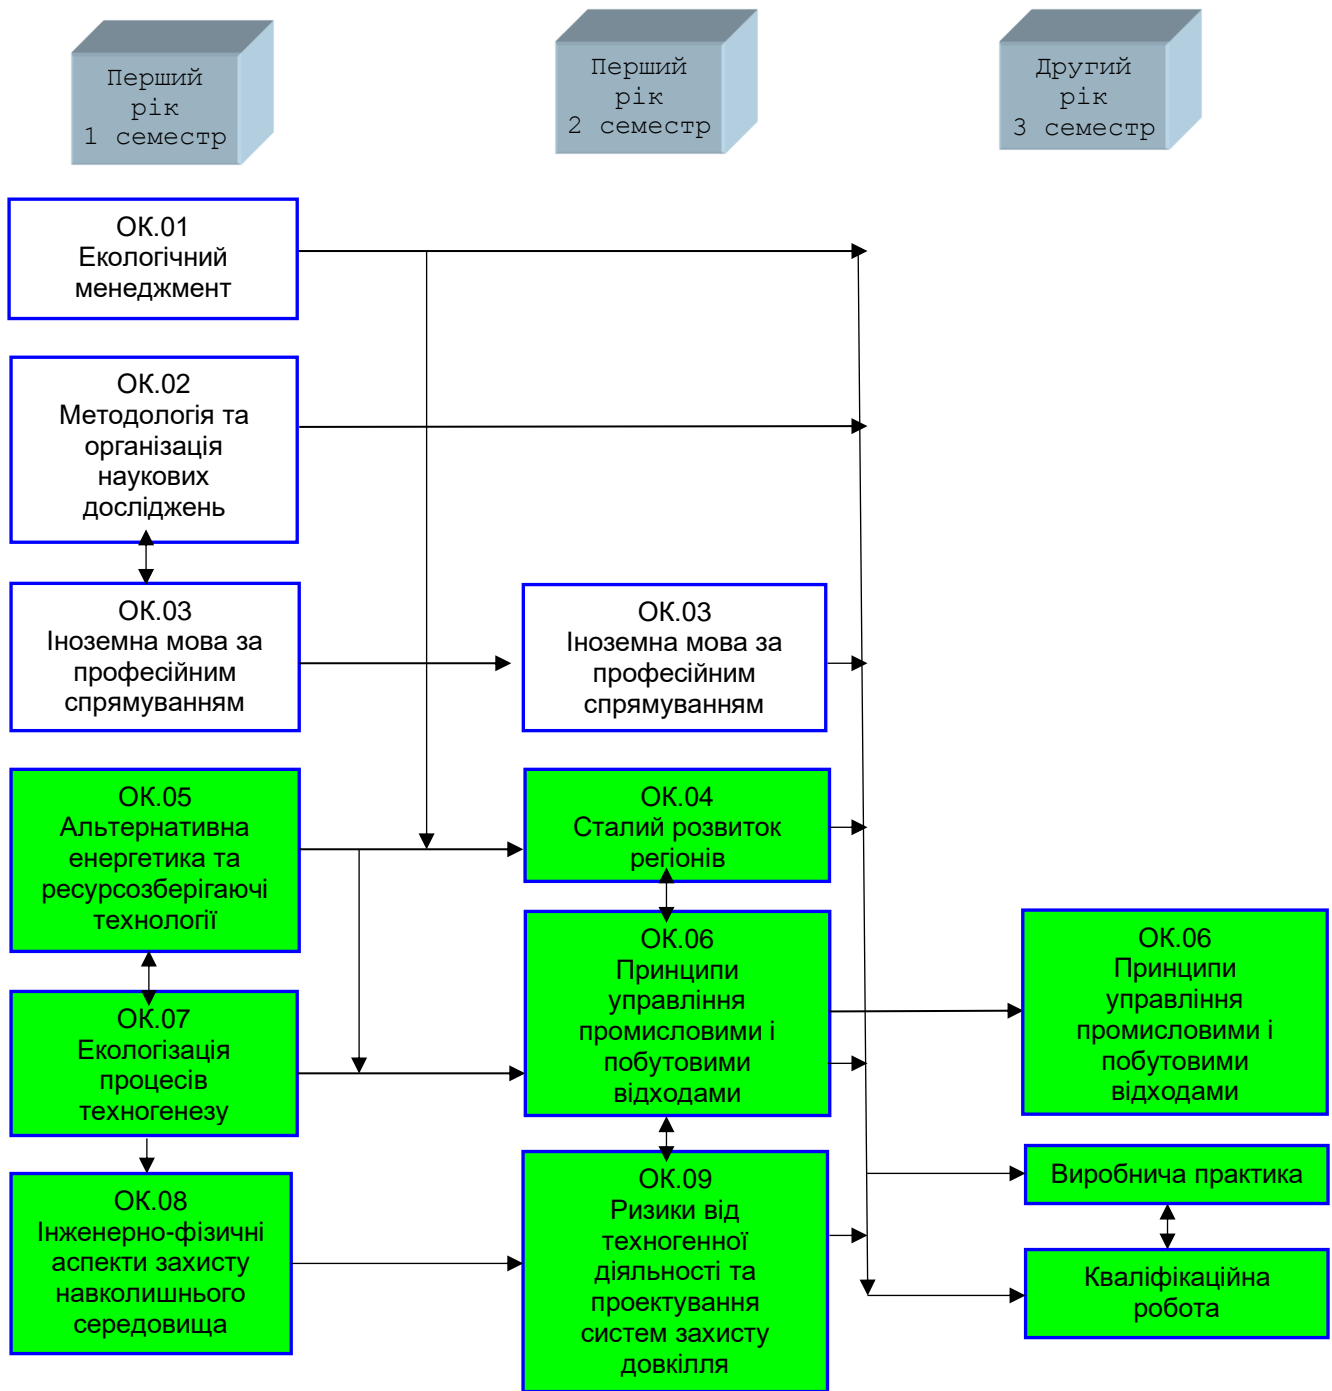 Перший
рік
1 семестр
Перший
рік
2 семестр
Другий
рік
3 семестр
ОК.01
Екологічний
менеджмент
ОК.02
Методологія та
організація
наукових
досліджень
ОК.03
Іноземна мова за
професійним
спрямуванням
ОК.03
Іноземна мова за
професійним
спрямуванням
ОК.05
Альтернативна
енергетика та
ресурсозберігаючі
технології
ОК.04
Сталий розвиток
регіонів
ОК.07
Екологізація
процесів
техногенезу
ОК.06
Принципи
управління
промисловими і
побутовими
відходами
ОК.06
Принципи
управління
промисловими і
побутовими
відходами
ОК.08
Інженерно-фізичні
аспекти захисту
навколишнього
середовища
ОК.09
Ризики від
техногенної
діяльності та
проектування
систем захисту
довкілля
Виробнича практика
Кваліфікаційна
робота